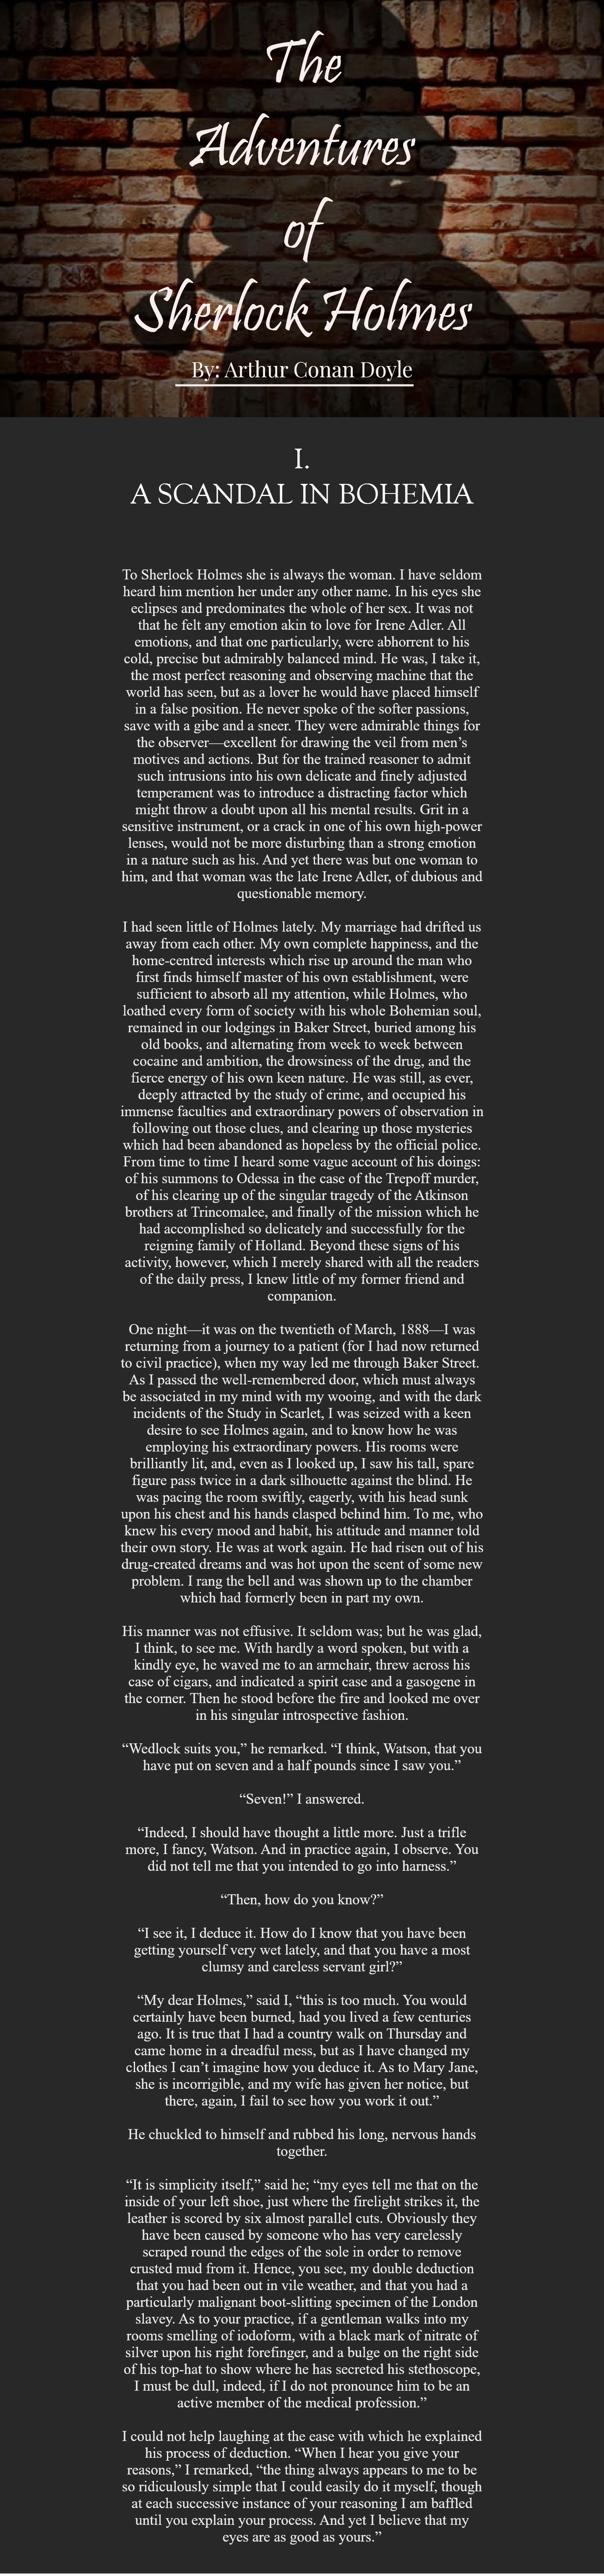 The
Adventures
of
Sherlock Holmes
By: Arthur Conan Doyle
I.
A SCANDAL IN BOHEMIA
To Sherlock Holmes she is always the woman. I have seldom
heard him mention her under any other name. In his eyes she
eclipses and predominates the whole of her sex. It was not
that he felt any emotion akin to love for Irene Adler. All
emotions, and that one particularly, were abhorrent to his
cold, precise but admirably balanced mind. He was, I take it,
the most perfect reasoning and observing machine that the
world has seen, but as a lover he would have placed himself
in a false position. He never spoke of the softer passions,
save with a gibe and a sneer. They were admirable things for
the observer—excellent for drawing the veil from men’s
motives and actions. But for the trained reasoner to admit
such intrusions into his own delicate and finely adjusted
temperament was to introduce a distracting factor which
might throw a doubt upon all his mental results. Grit in a
sensitive instrument, or a crack in one of his own high-power
lenses, would not be more disturbing than a strong emotion
in a nature such as his. And yet there was but one woman to
him, and that woman was the late Irene Adler, of dubious and
questionable memory.
I had seen little of Holmes lately. My marriage had drifted us
away from each other. My own complete happiness, and the
home-centred interests which rise up around the man who
first finds himself master of his own establishment, were
sufficient to absorb all my attention, while Holmes, who
loathed every form of society with his whole Bohemian soul,
remained in our lodgings in Baker Street, buried among his
old books, and alternating from week to week between
cocaine and ambition, the drowsiness of the drug, and the
fierce energy of his own keen nature. He was still, as ever,
deeply attracted by the study of crime, and occupied his
immense faculties and extraordinary powers of observation in
following out those clues, and clearing up those mysteries
which had been abandoned as hopeless by the official police.
From time to time I heard some vague account of his doings:
of his summons to Odessa in the case of the Trepoff murder,
of his clearing up of the singular tragedy of the Atkinson
brothers at Trincomalee, and finally of the mission which he
had accomplished so delicately and successfully for the
reigning family of Holland. Beyond these signs of his
activity, however, which I merely shared with all the readers
of the daily press, I knew little of my former friend and
companion.
One night—it was on the twentieth of March, 1888—I was
returning from a journey to a patient (for I had now returned
to civil practice), when my way led me through Baker Street.
As I passed the well-remembered door, which must always
be associated in my mind with my wooing, and with the dark
incidents of the Study in Scarlet, I was seized with a keen
desire to see Holmes again, and to know how he was
employing his extraordinary powers. His rooms were
brilliantly lit, and, even as I looked up, I saw his tall, spare
figure pass twice in a dark silhouette against the blind. He
was pacing the room swiftly, eagerly, with his head sunk
upon his chest and his hands clasped behind him. To me, who
knew his every mood and habit, his attitude and manner told
their own story. He was at work again. He had risen out of his
drug-created dreams and was hot upon the scent of some new
problem. I rang the bell and was shown up to the chamber
which had formerly been in part my own.
His manner was not effusive. It seldom was; but he was glad,
I think, to see me. With hardly a word spoken, but with a
kindly eye, he waved me to an armchair, threw across his
case of cigars, and indicated a spirit case and a gasogene in
the corner. Then he stood before the fire and looked me over
in his singular introspective fashion.
“Wedlock suits you,” he remarked. “I think, Watson, that you
have put on seven and a half pounds since I saw you.”
“Seven!” I answered.
“Indeed, I should have thought a little more. Just a trifle
more, I fancy, Watson. And in practice again, I observe. You
did not tell me that you intended to go into harness.”
“Then, how do you know?”
“I see it, I deduce it. How do I know that you have been
getting yourself very wet lately, and that you have a most
clumsy and careless servant girl?”
“My dear Holmes,” said I, “this is too much. You would
certainly have been burned, had you lived a few centuries
ago. It is true that I had a country walk on Thursday and
came home in a dreadful mess, but as I have changed my
clothes I can’t imagine how you deduce it. As to Mary Jane,
she is incorrigible, and my wife has given her notice, but
there, again, I fail to see how you work it out.”
He chuckled to himself and rubbed his long, nervous hands
together.
“It is simplicity itself,” said he; “my eyes tell me that on the
inside of your left shoe, just where the firelight strikes it, the
leather is scored by six almost parallel cuts. Obviously they
have been caused by someone who has very carelessly
scraped round the edges of the sole in order to remove
crusted mud from it. Hence, you see, my double deduction
that you had been out in vile weather, and that you had a
particularly malignant boot-slitting specimen of the London
slavey. As to your practice, if a gentleman walks into my
rooms smelling of iodoform, with a black mark of nitrate of
silver upon his right forefinger, and a bulge on the right side
of his top-hat to show where he has secreted his stethoscope,
I must be dull, indeed, if I do not pronounce him to be an
active member of the medical profession.”
I could not help laughing at the ease with which he explained
his process of deduction. “When I hear you give your
reasons,” I remarked, “the thing always appears to me to be
so ridiculously simple that I could easily do it myself, though
at each successive instance of your reasoning I am baffled
until you explain your process. And yet I believe that my
eyes are as good as yours.”